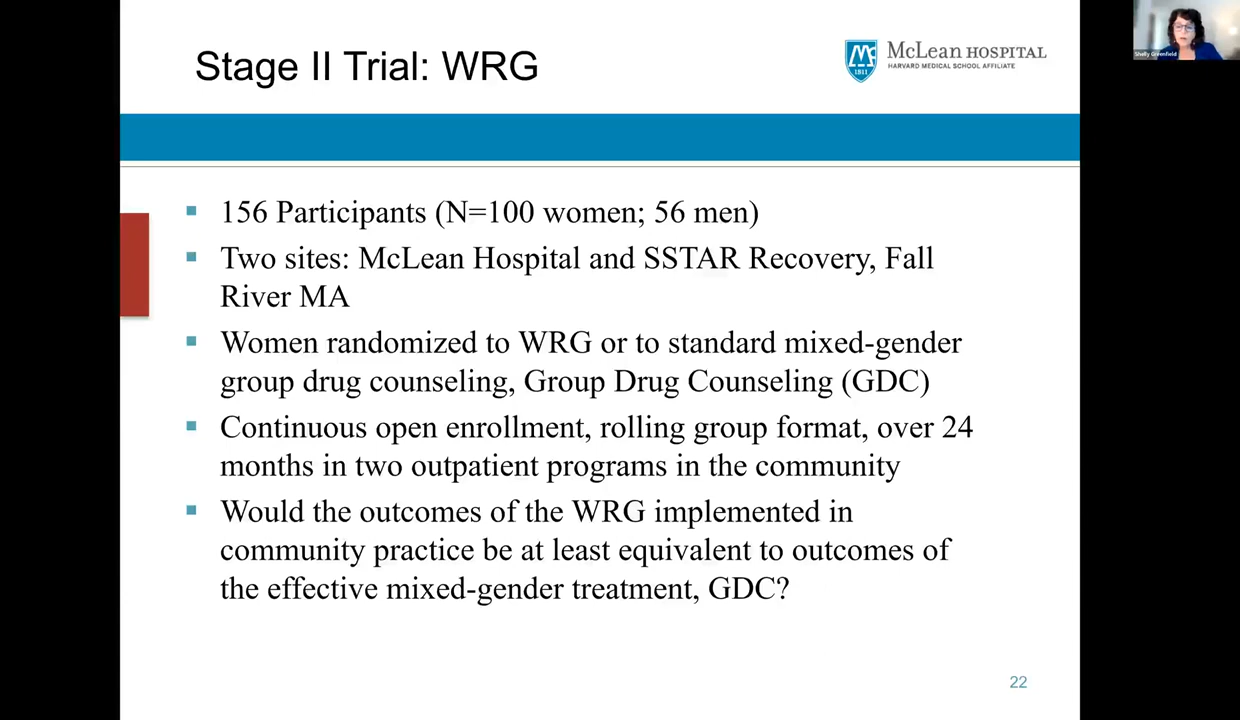 Stage II Trial: WRG
McLean HOSPITAL
HARVARD MEDICAL SCHOOL AFFILIATE
1811
Shelly Greenfield
156 Participants (N=100 women; 56 men)
Two sites: McLean Hospital and SSTAR Recovery, Fall
River MA
Women randomized to WRG or to standard mixed-gender
group drug counseling, Group Drug Counseling (GDC)
Continuous open enrollment, rolling group format, over 24
months in two outpatient programs in the community
Would the outcomes of the WRG implemented in
community practice be at least equivalent to outcomes of
the effective mixed-gender treatment, GDC?
22